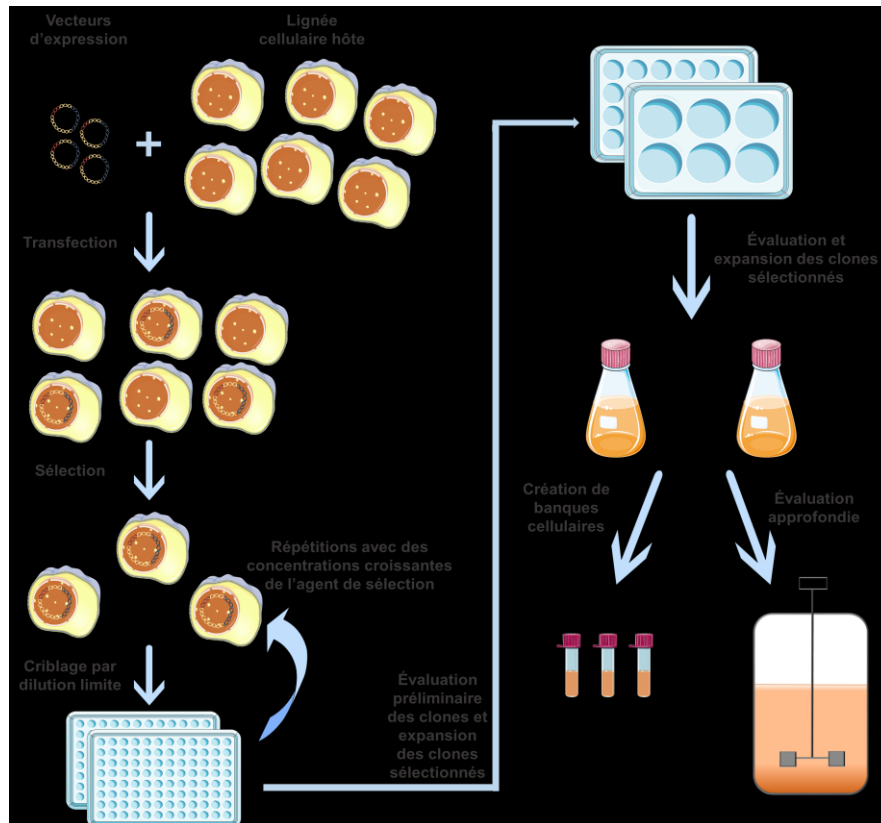 Vecteurs
d'expression
Lignée
cellulaire hôte
Transfection
Sélection
Répétitions avec des
concentrations croissantes
de l'agent de sélection
Criblage par
dilution limite
Évaluation
préliminaire
des clones et
expansion
des clones
sélectionnés
Évaluation et
expansion des clones
sélectionnés
Création de
banques
cellulaires
Évaluation
approfondie